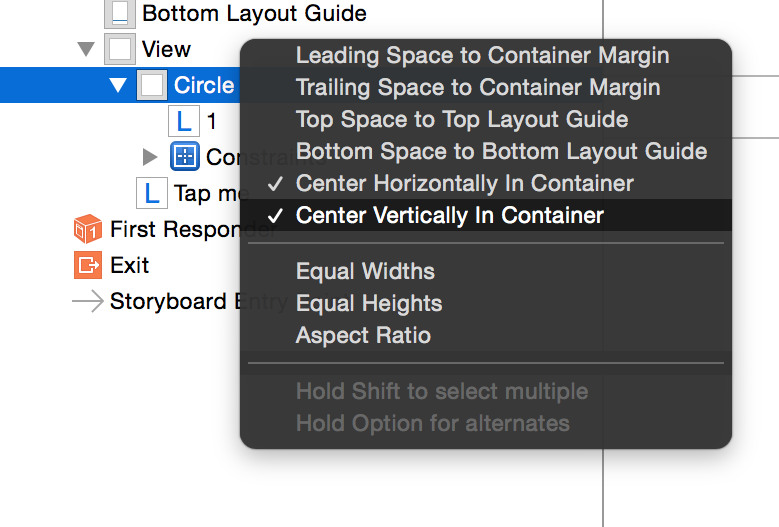 Bottom Layout Guide
View
Circle
L 1
Constraints
L Tap me
1 First Responder
Exit
Storyboard Entry
Leading Space to Container Margin
Trailing Space to Container Margin
Top Space to Top Layout Guide
Bottom Space to Bottom Layout Guide
✓ Center Horizontally In Container
✓ Center Vertically In Container
Equal Widths
Equal Heights
Aspect Ratio
Hold Shift to select multiple
Hold Option for alternates